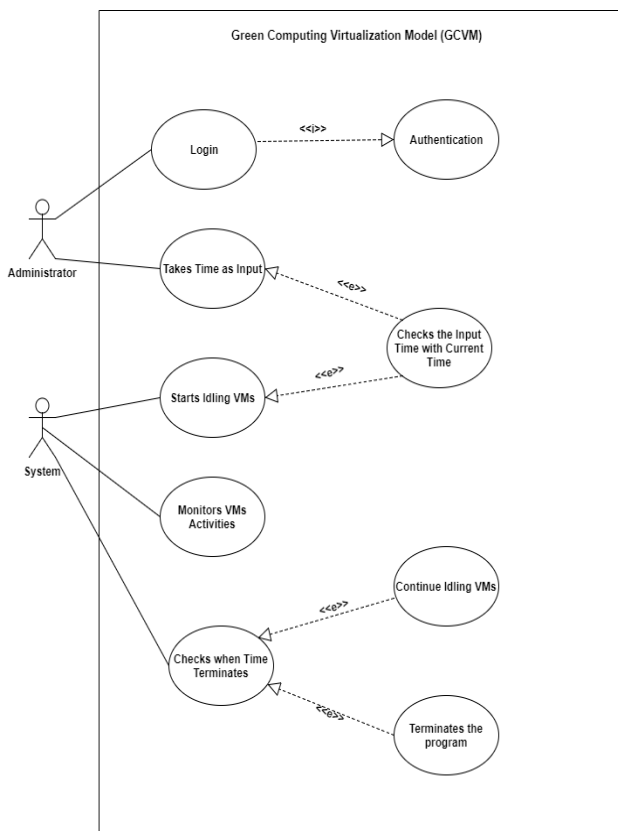 Green Computing Virtualization Model (GCVM)
<<i>>
Login
Authentication
Administrator
Takes Time as Input
<<e>>
Checks the Input
Time with Current
Time
<<e>>
Starts Idling VMs
System
Monitors VMs
Activities
Continue Idling VMs
<<e>>
Checks when Time
Terminates
<<e>>
Terminates the
program